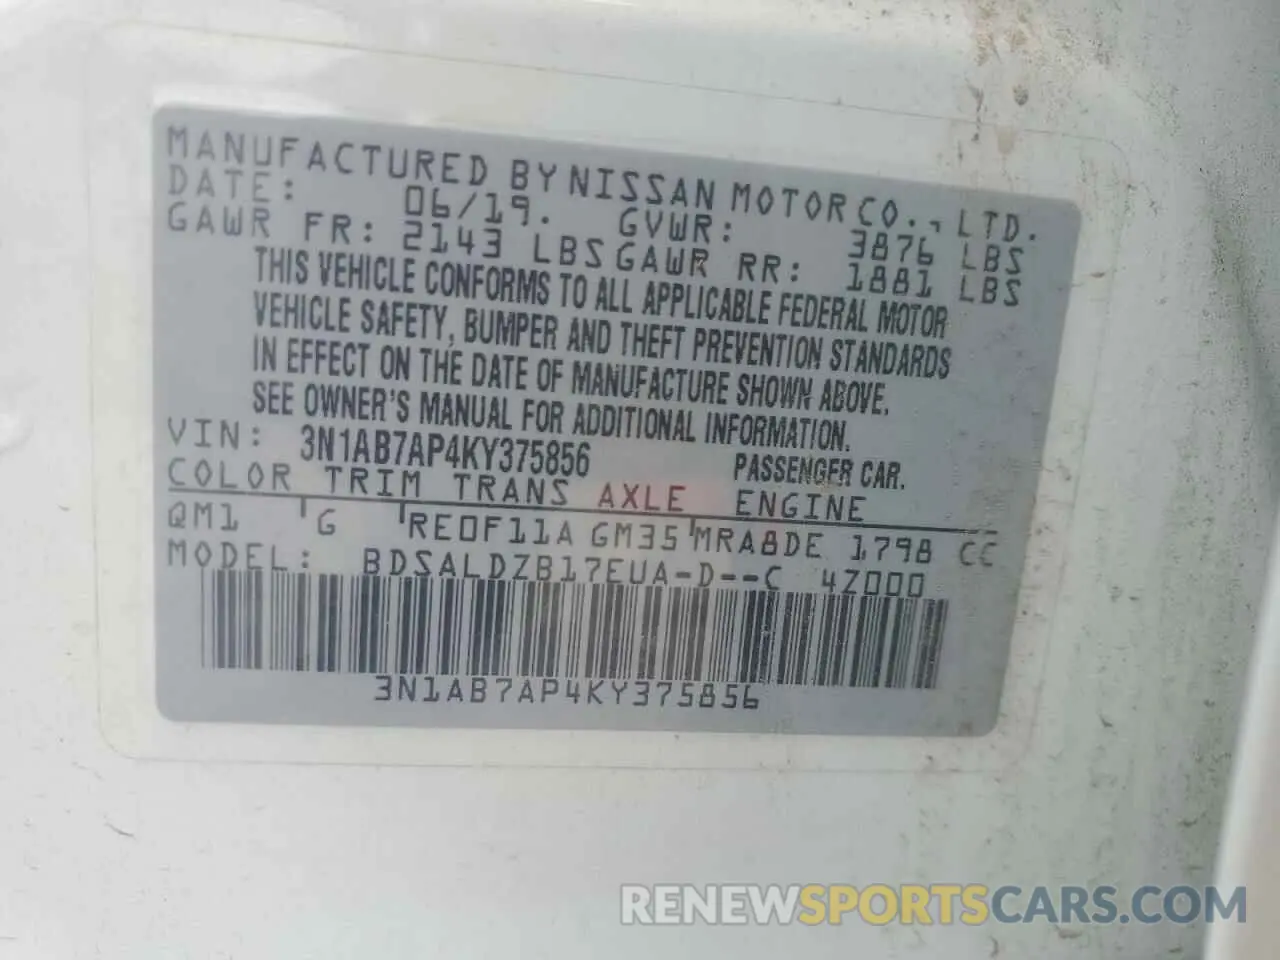 MANUFACTURED BY NISSAN MOTOR CO., LTD.
DATE: 06/19. GVWR: 3876 LBS
GAWR FR: 2143 LBS GAWR RR: 1881 LBS
THIS VEHICLE CONFORMS TO ALL APPLICABLE FEDERAL MOTOR
VEHICLE SAFETY, BUMPER AND THEFT PREVENTION STANDARDS
IN EFFECT ON THE DATE OF MANUFACTURE SHOWN ABOVE.
SEE OWNER'S MANUAL FOR ADDITIONAL INFORMATION.
VIN: 3N1AB7AP4KY375856 PASSENGER CAR.
COLOR TRIM TRANS AXLE ENGINE
QM1 G RE0F11A GM35 MRA8DE 1798 CC
MODEL: BDSALDZB17EUA-D--C 4Z000
3N1AB7AP4KY375856
RENEWSPORTSCARS.COM